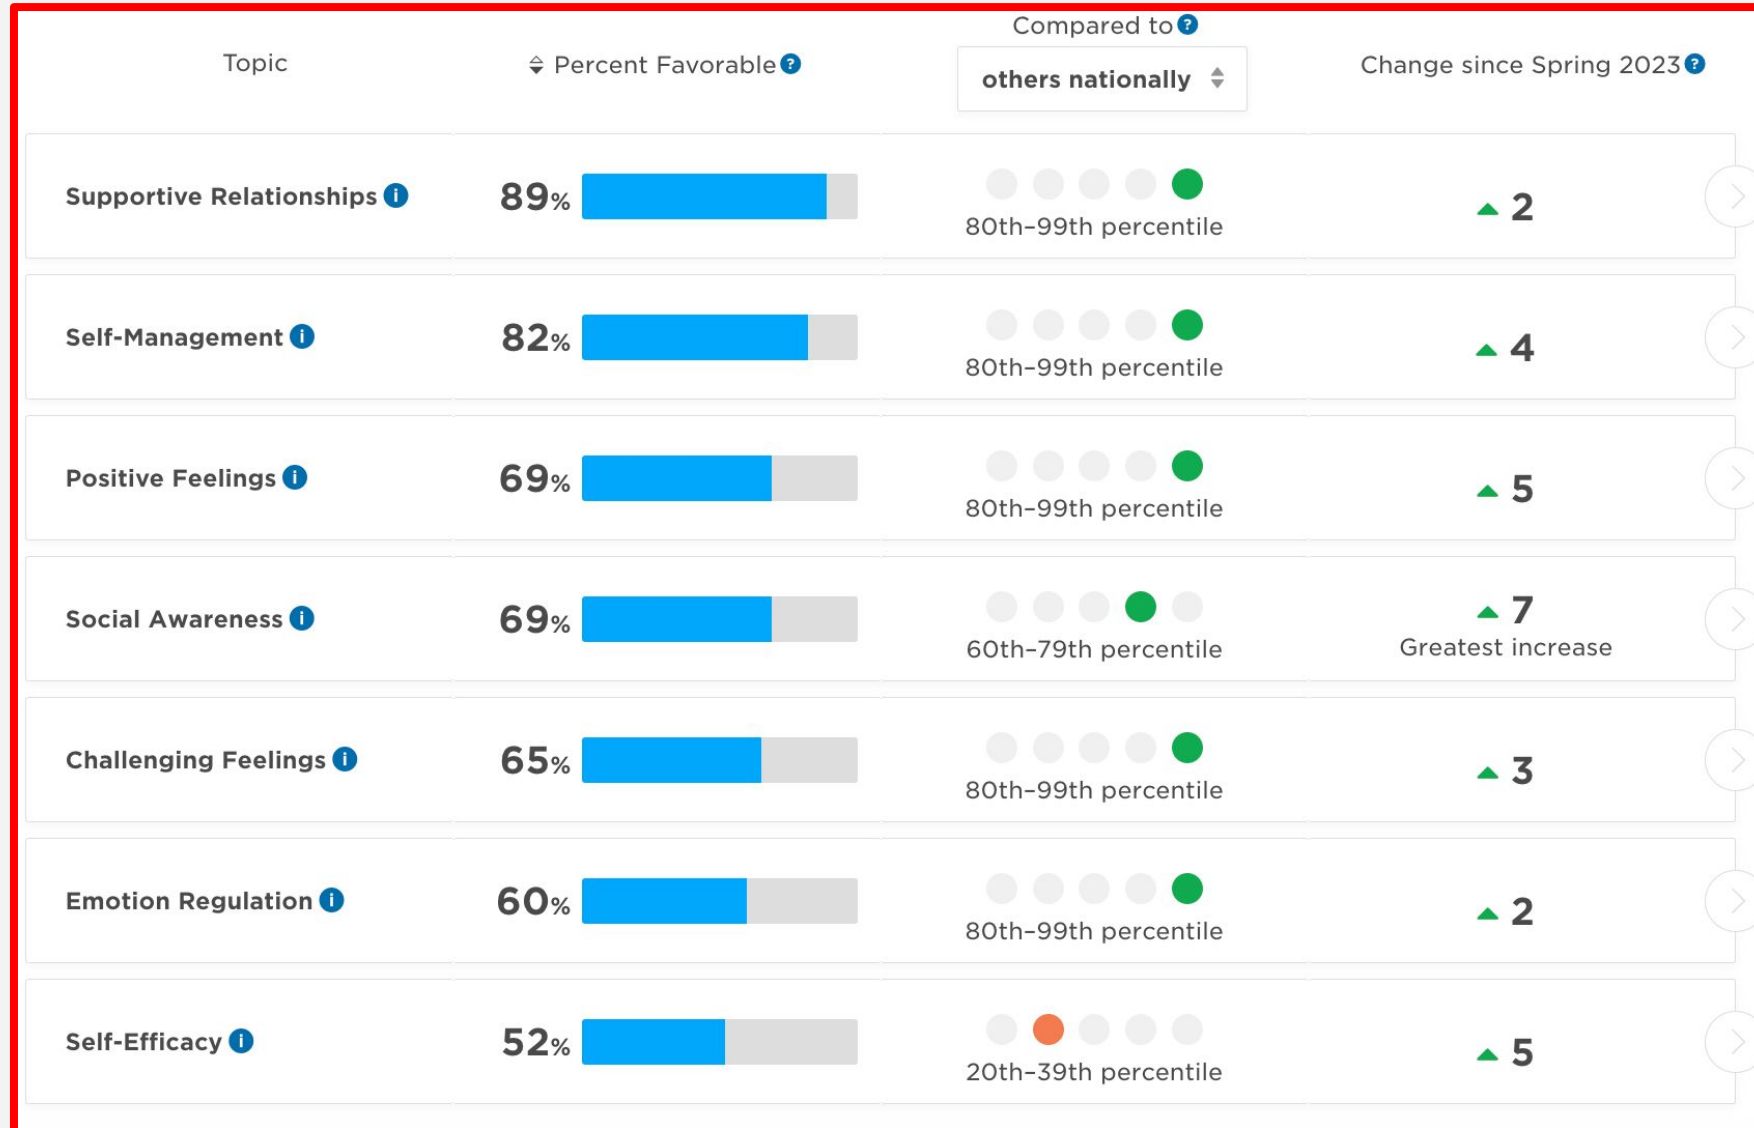 Topic
Percent Favorable
Compared to
others nationally
Change since Spring 2023
Supportive Relationships
89%
80th–99th percentile
2
Self-Management
82%
80th–99th percentile
4
Positive Feelings
69%
80th–99th percentile
5
Social Awareness
69%
60th–79th percentile
7
Greatest increase
Challenging Feelings
65%
80th–99th percentile
3
Emotion Regulation
60%
80th–99th percentile
2
Self-Efficacy
52%
20th–39th percentile
5